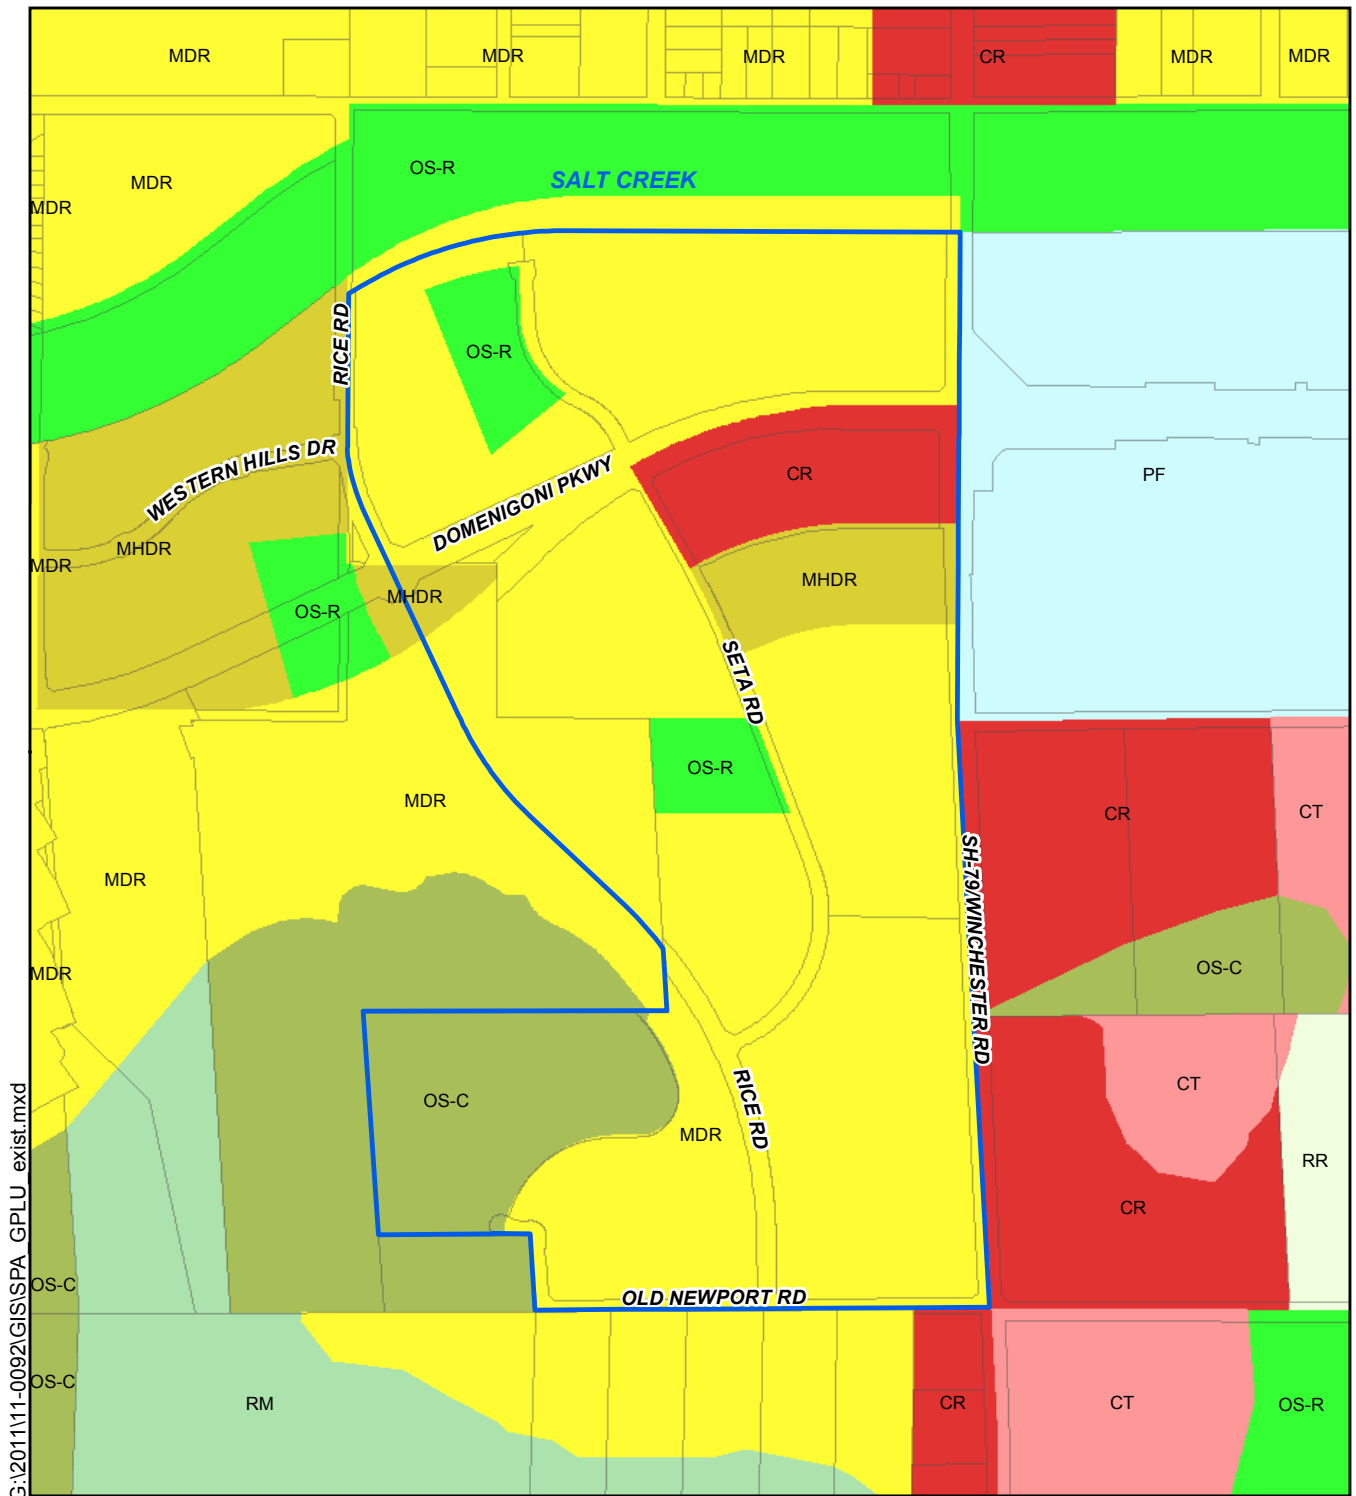 MDR
MDR
MDR
CR
MDR
MDR
OS-R
SALT CREEK
MDR
MDR
RICE RD
OS-R
WESTERN HILLS DR
DOMENIGONI PKWY
CR
PF
MHDR
MDR
MHDR
MHDR
OS-R
SETA RD
OS-R
MDR
CR
CT
MDR
SH-79/WINCHESTER RD
OS-C
MDR
OS-C
CT
RICE RD
MDR
RR
CR
OS-C
OLD NEWPORT RD
OS-C
RM
CR
CT
OS-R
G:\2011\11-0092\GIS\SPA_GPLU_exist.mxd